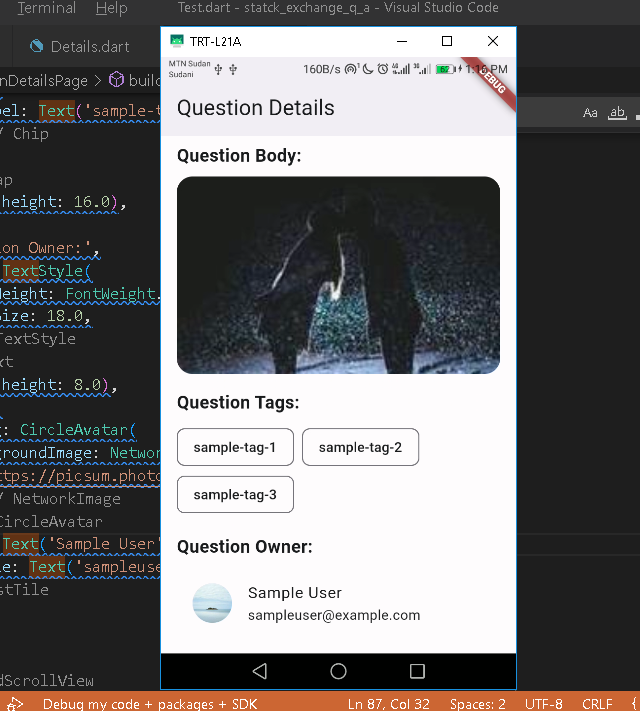 Terminal Help
Test.dart - statck_exchange_q_a - Visual Studio Code
Details.dart
TRT-L21A
nDetailsPage > build
MTN Sudan
Sudani
160B/s
1:16 PM
DEBUG
Question Details
Aa ab
Question Body:
el: Text('sample-t
/ Chip
ap
height: 16.0),
on Owner:',
TextStyle(
eight: FontWeight.
ize: 18.0,
TextStyle
xt
height: 8.0),
g: CircleAvatar(
groundImage: Networ
ttps://picsum.photo
/ NetworkImage
CircleAvatar
Text('Sample User'
le: Text('sampleuse
stTile
dScrollView
Question Tags:
sample-tag-1
sample-tag-2
sample-tag-3
Question Owner:
Sample User
sampleuser@example.com
Debug my code + packages + SDK
Ln 87, Col 32 Spaces: 2 UTF-8 CRLF {